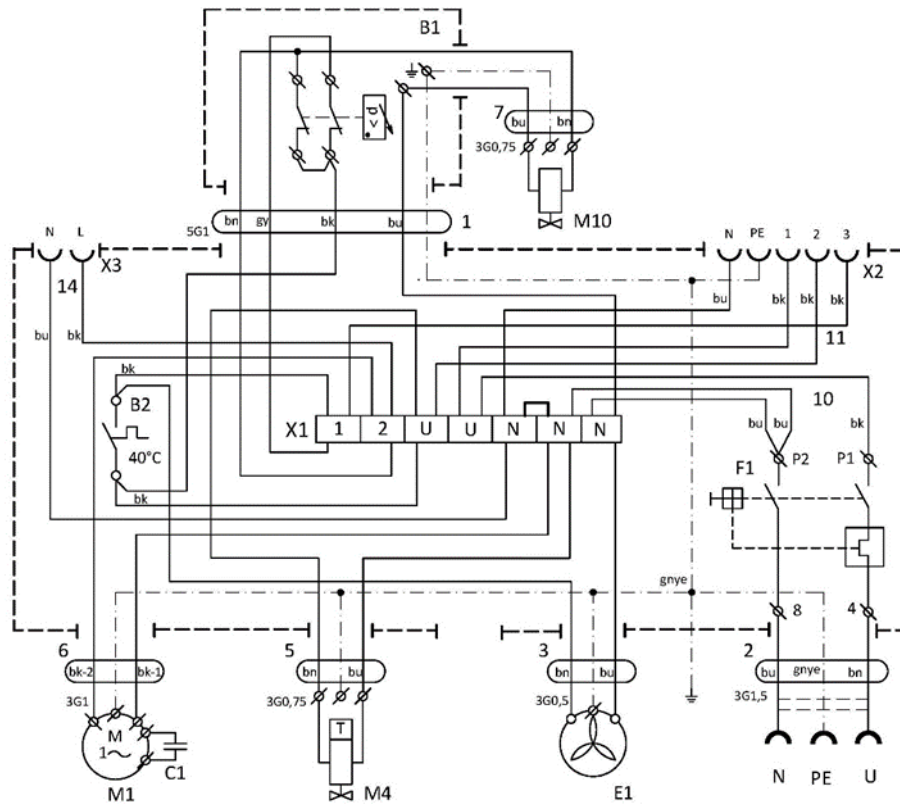 B1
< d
7
bu bn
3G0,75
M10
bn gy bk bu 1
5G1
N L
X3
14
N PE 1 2 3
X2
bu bk
bu bk bk bk
11
bk
B2
40°C
bk
X1 1 2 U U N N N
10
bu bu bk
P2 P1
F1
gnye
8 4
6 5 3 2
bk-2 bk-1
bn bu
bn bu
bu gnye bn
3G1 3G0,75 3G0,5 3G1,5
M
1
T
C1
M1 M4 E1
N PE U